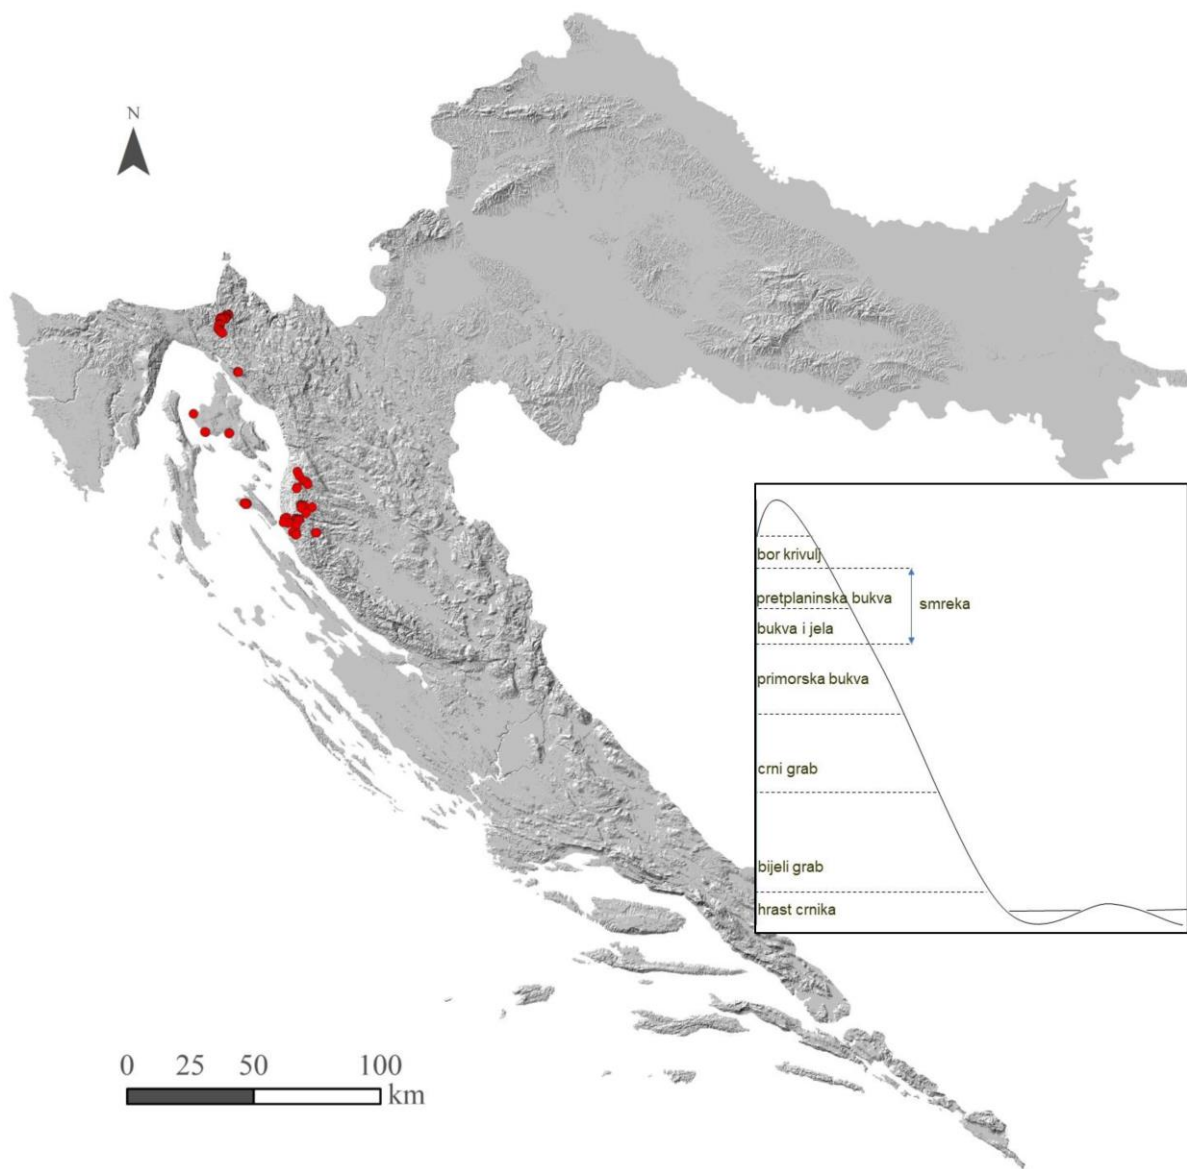 N
bor krivulj
pretplaninska bukva
smreka
bukva i jela
primorska bukva
crni grab
bijeli grab
hrast crnika
0 25 50 100
km